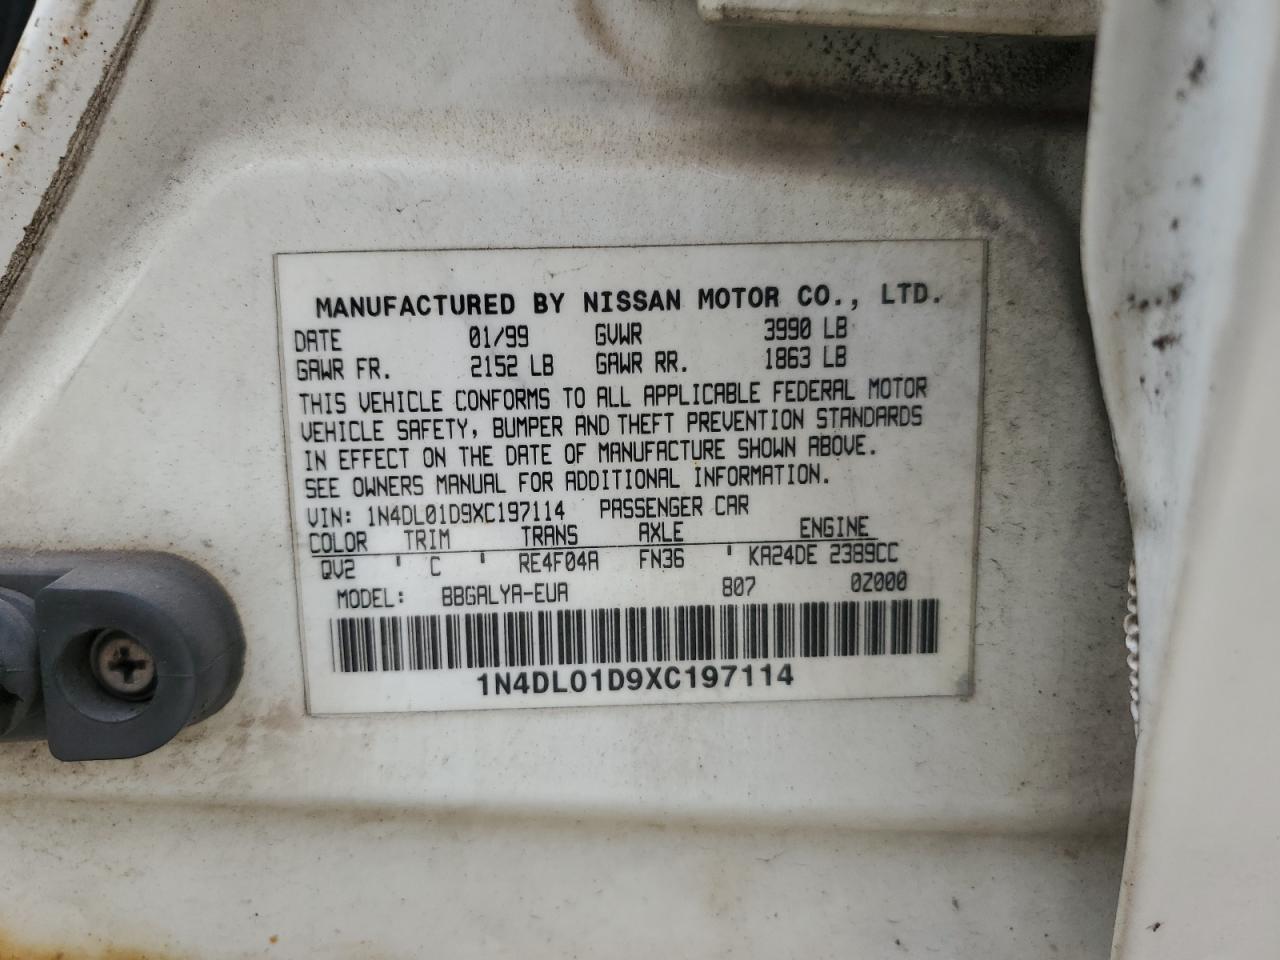 MANUFACTURED BY NISSAN MOTOR CO., LTD.
DATE 01/99 GVWR 3990 LB
GAWR FR. 2152 LB GAWR RR. 1863 LB
THIS VEHICLE CONFORMS TO ALL APPLICABLE FEDERAL MOTOR
VEHICLE SAFETY, BUMPER AND THEFT PREVENTION STANDARDS
IN EFFECT ON THE DATE OF MANUFACTURE SHOWN ABOVE.
SEE OWNERS MANUAL FOR ADDITIONAL INFORMATION.
VIN: 1N4DL01D9XC197114 PASSENGER CAR
COLOR TRIM TRANS AXLE ENGINE
QV2 ' C ' RE4F04A FN36 ' KA24DE 2389CC
MODEL: BBGALYA-EUA 807 0Z000
1N4DL01D9XC197114